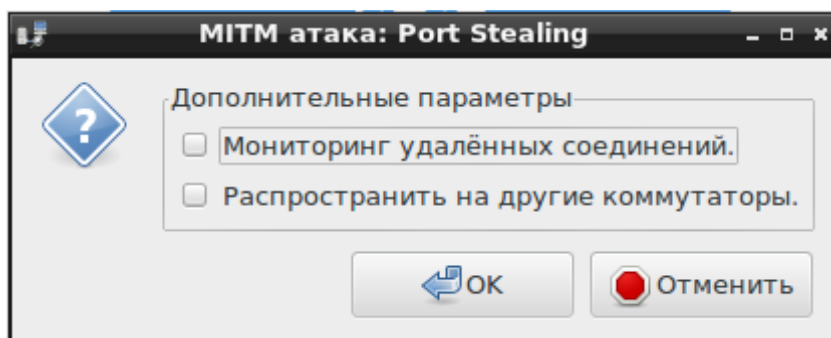 MITM атака: Port Stealing
Дополнительные параметры
Мониторинг удалённых соединений.
Распространить на другие коммутаторы.
OK
Отменить